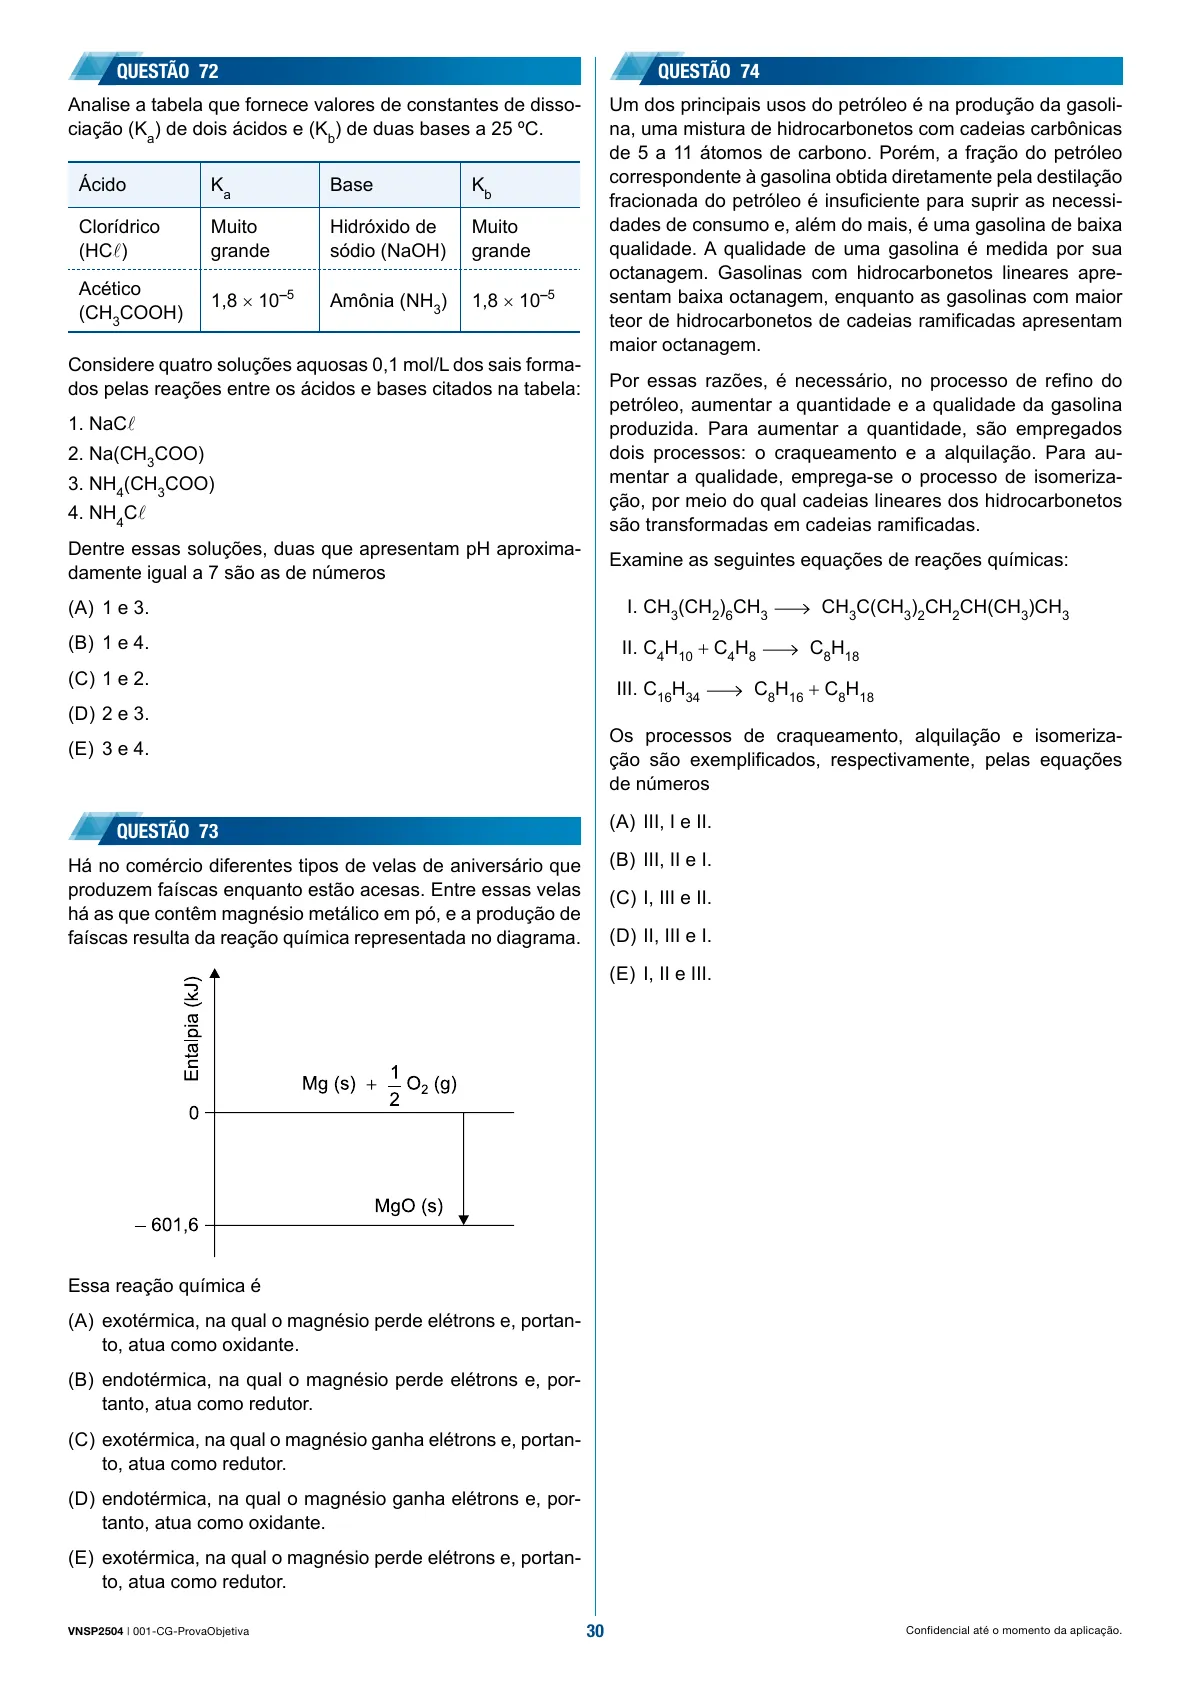 QUESTÃO 72
Analise a tabela que fornece valores de constantes de disso-
ciação (Ka) de dois ácidos e (Kb) de duas bases a 25 ºC.
Ácido Ka Base Kb
Clorídrico (HCℓ) Muito grande Hidróxido de sódio (NaOH) Muito grande
Acético (CH3COOH) 1,8 × 10–5 Amônia (NH3) 1,8 × 10–5
Considere quatro soluções aquosas 0,1 mol/L dos sais forma-
dos pelas reações entre os ácidos e bases citados na tabela:
1. NaCℓ
2. Na(CH3COO)
3. NH4(CH3COO)
4. NH4Cℓ
Dentre essas soluções, duas que apresentam pH aproxima-
damente igual a 7 são as de números
(A) 1 e 3.
(B) 1 e 4.
(C) 1 e 2.
(D) 2 e 3.
(E) 3 e 4.
QUESTÃO 73
Há no comércio diferentes tipos de velas de aniversário que
produzem faíscas enquanto estão acesas. Entre essas velas
há as que contêm magnésio metálico em pó, e a produção de
faíscas resulta da reação química representada no diagrama.
Entalpia (kJ)
Mg (s) + 1/2 O2 (g)
0
MgO (s)
– 601,6
Essa reação química é
(A) exotérmica, na qual o magnésio perde elétrons e, portan-
to, atua como oxidante.
(B) endotérmica, na qual o magnésio perde elétrons e, por-
tanto, atua como redutor.
(C) exotérmica, na qual o magnésio ganha elétrons e, portan-
to, atua como redutor.
(D) endotérmica, na qual o magnésio ganha elétrons e, por-
tanto, atua como oxidante.
(E) exotérmica, na qual o magnésio perde elétrons e, portan-
to, atua como redutor.
QUESTÃO 74
Um dos principais usos do petróleo é na produção da gasoli-
na, uma mistura de hidrocarbonetos com cadeias carbônicas
de 5 a 11 átomos de carbono. Porém, a fração do petróleo
correspondente à gasolina obtida diretamente pela destilação
fracionada do petróleo é insuficiente para suprir as necessi-
dades de consumo e, além do mais, é uma gasolina de baixa
qualidade. A qualidade de uma gasolina é medida por sua
octanagem. Gasolinas com hidrocarbonetos lineares apre-
sentam baixa octanagem, enquanto as gasolinas com maior
teor de hidrocarbonetos de cadeias ramificadas apresentam
maior octanagem.
Por essas razões, é necessário, no processo de refino do
petróleo, aumentar a quantidade e a qualidade da gasolina
produzida. Para aumentar a quantidade, são empregados
dois processos: o craqueamento e a alquilação. Para au-
mentar a qualidade, emprega-se o processo de isomeriza-
ção, por meio do qual cadeias lineares dos hidrocarbonetos
são transformadas em cadeias ramificadas.
Examine as seguintes equações de reações químicas:
I. CH3(CH2)6CH3 ⟶ CH3C(CH3)2CH2CH(CH3)CH3
II. C4H10 + C4H8 ⟶ C8H18
III. C16H34 ⟶ C8H16 + C8H18
Os processos de craqueamento, alquilação e isomeriza-
ção são exemplificados, respectivamente, pelas equações
de números
(A) III, I e II.
(B) III, II e I.
(C) I, III e II.
(D) II, III e I.
(E) I, II e III.
VNSP2504 | 001-CG-ProvaObjetiva
30
Confidencial até o momento da aplicação.